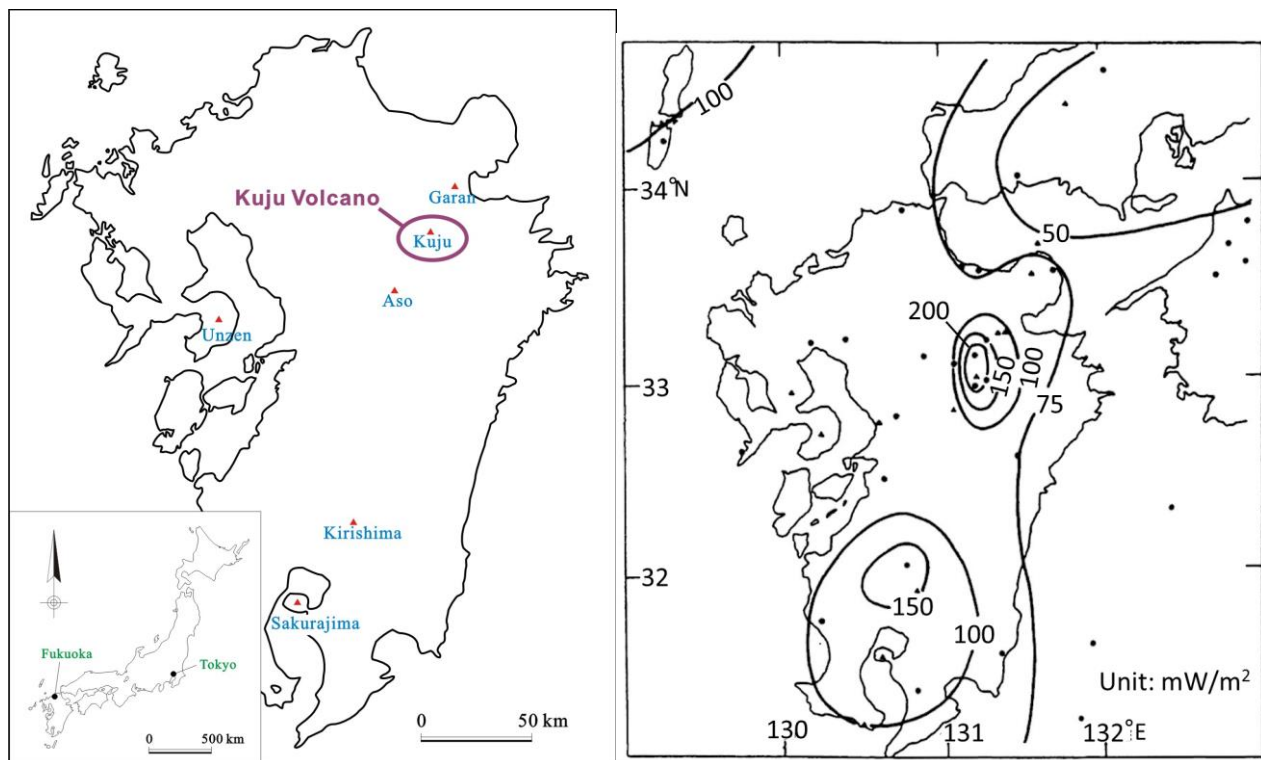 Kuju Volcano
Garan
Kuju
Aso
Unzen
Kirishima
Sakurajima
Fukuoka
Tokyo
0 500 km
0 50 km
100
34°N
50
200
150
100
75
33
32
150
100
Unit: mW/m²
130
131
132°E